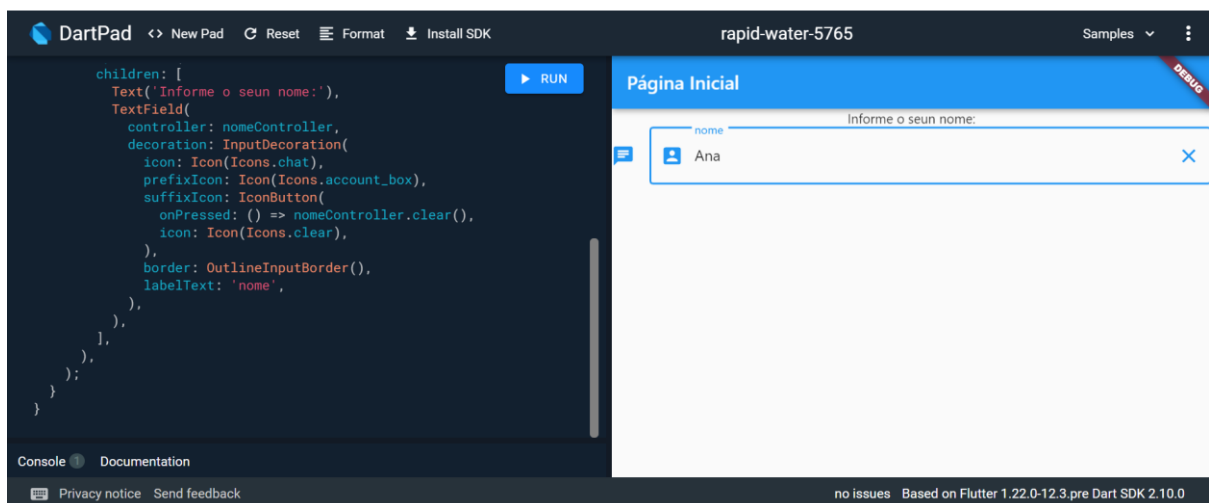 DartPad <> New Pad Reset Format Install SDK rapid-water-5765 Samples
children: [
Text('Informe o seun nome:'),
TextField(
controller: nomeController,
decoration: InputDecoration(
icon: Icon(Icons.chat),
prefixIcon: Icon(Icons.account_box),
suffixIcon: IconButton(
onPressed: () => nomeController.clear(),
icon: Icon(Icons.clear),
),
border: OutlineInputBorder(),
labelText: 'nome',
),
),
],
),
);
}
}
RUN
Console 1 Documentation
Página Inicial
DEBUG
Informe o seun nome:
nome
Ana
Privacy notice Send feedback no issues Based on Flutter 1.22.0-12.3.pre Dart SDK 2.10.0